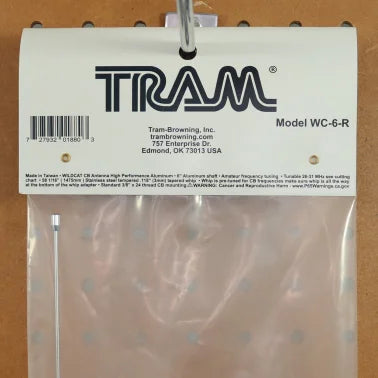 TRAM®
Model WC-6-R
7 27932 01880 3
Tram-Browning, Inc.
trambrowning.com
757 Enterprise Dr.
Edmond, OK 73013 USA
Made in Taiwan • WILDCAT CB Antenna High Performance Aluminum • 6" Aluminum shaft • Amateur frequency tuning • Tunable 26-31 MHz see cutting
chart • 58 1/16" ( 1475mm ) Stainless steel tampered .118" (3mm) tapered whip • Whip is pre-tuned for CB frequencies make sure whip is all the way
at the bottom of the whip adapter • Standard 3/8" x 24 thread CB mounting ⚠WARNING: Cancer and Reproductive Harm - www.P65Warnings.ca.gov